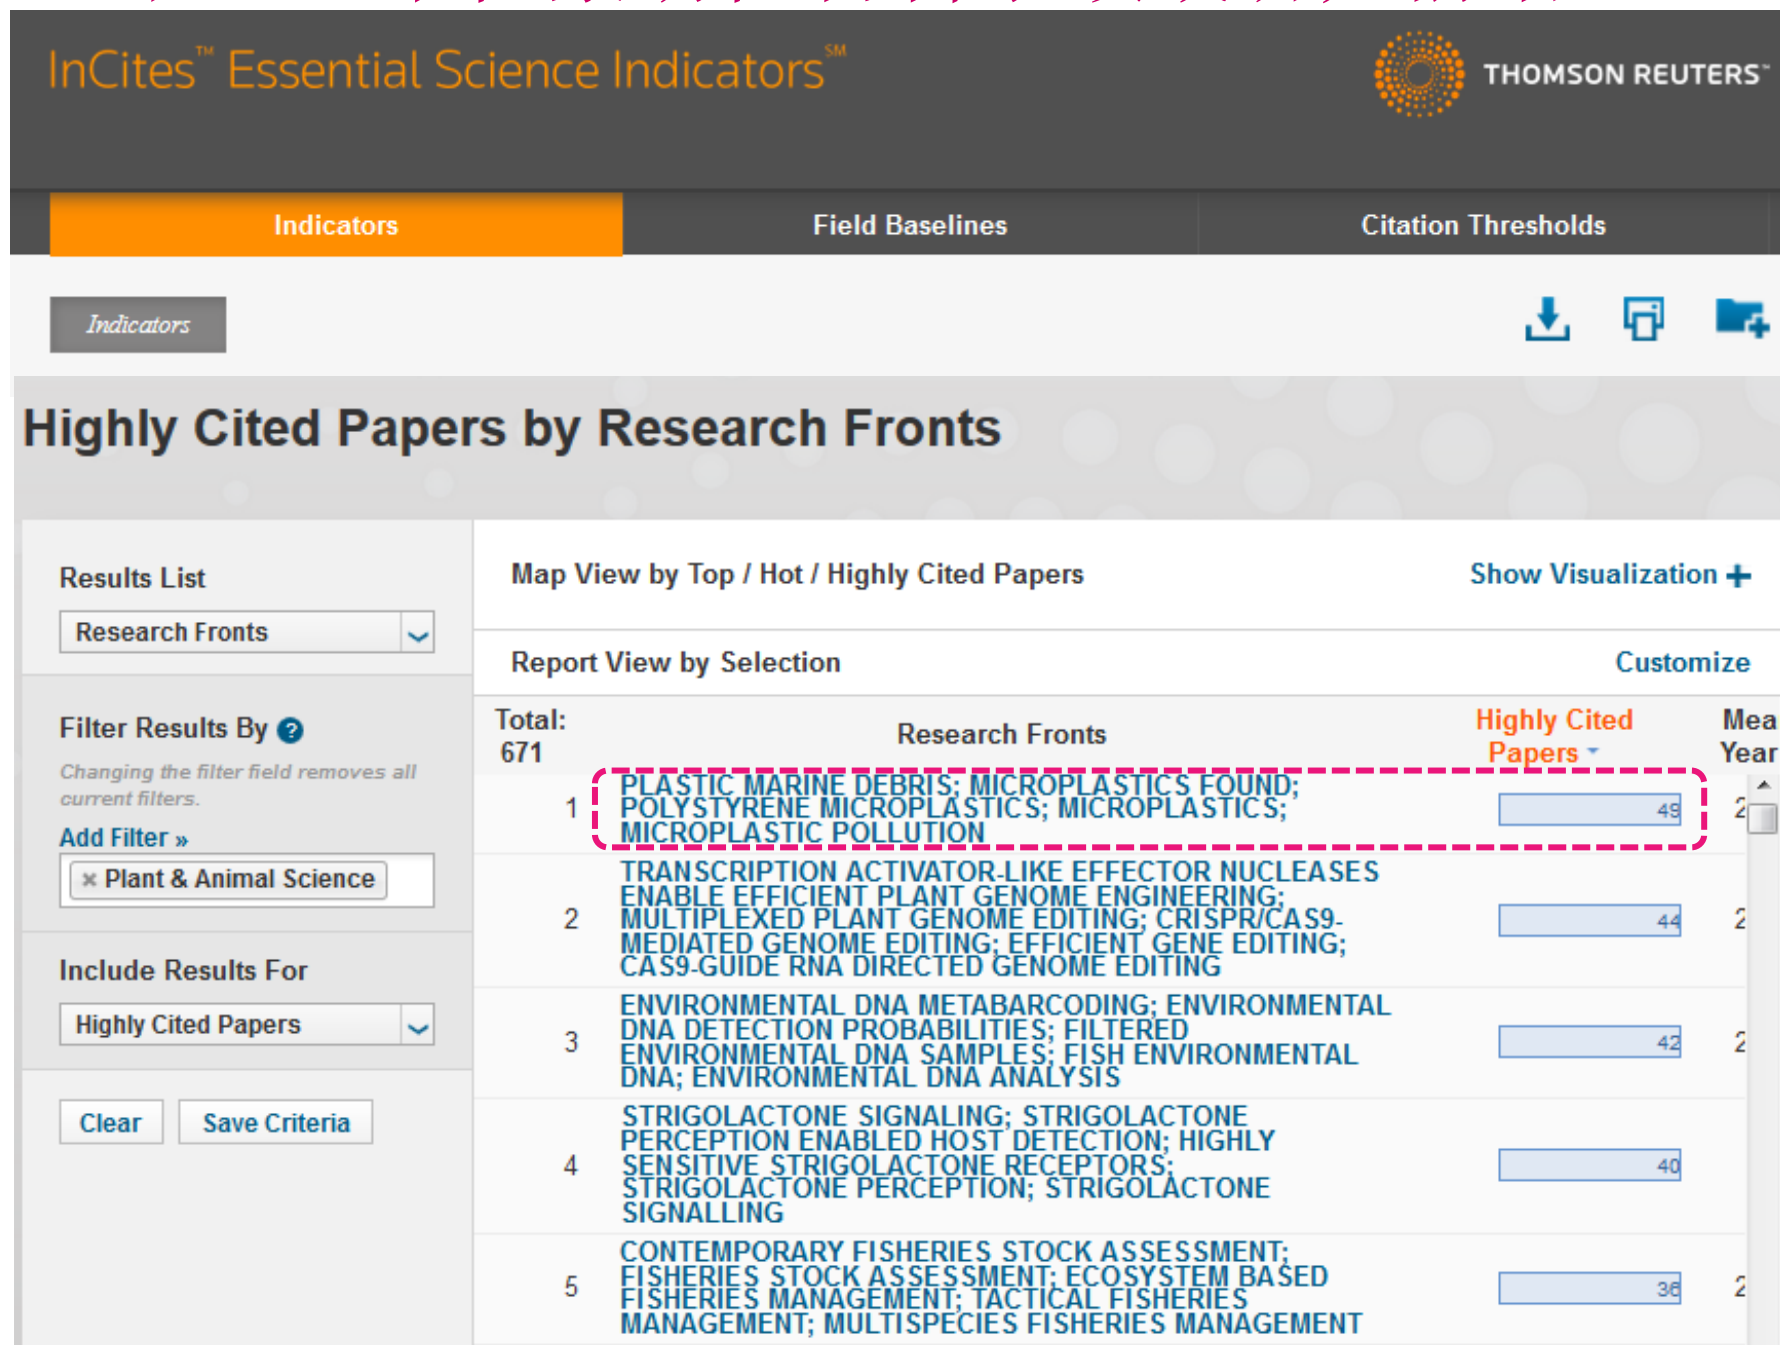 InCites™ Essential Science Indicators℠
THOMSON REUTERS™
Indicators
Field Baselines
Citation Thresholds
Indicators
Highly Cited Papers by Research Fronts
Results List
Research Fronts
Filter Results By ?
Changing the filter field removes all
current filters.
Add Filter »
× Plant & Animal Science
Include Results For
Highly Cited Papers
Clear
Save Criteria
Map View by Top / Hot / Highly Cited Papers
Show Visualization +
Report View by Selection
Customize
Total:
671
Research Fronts
Highly Cited
Papers
Mea
Year
1
PLASTIC MARINE DEBRIS; MICROPLASTICS FOUND;
POLYSTYRENE MICROPLASTICS; MICROPLASTICS;
MICROPLASTIC POLLUTION
49
2
2
TRANSCRIPTION ACTIVATOR-LIKE EFFECTOR NUCLEASES
ENABLE EFFICIENT PLANT GENOME ENGINEERING;
MULTIPLEXED PLANT GENOME EDITING; CRISPR/CAS9-
MEDIATED GENOME EDITING; EFFICIENT GENE EDITING;
CAS9-GUIDE RNA DIRECTED GENOME EDITING
44
2
3
ENVIRONMENTAL DNA METABARCODING; ENVIRONMENTAL
DNA DETECTION PROBABILITIES; FILTERED
ENVIRONMENTAL DNA SAMPLES; FISH ENVIRONMENTAL
DNA; ENVIRONMENTAL DNA ANALYSIS
42
2
4
STRIGOLACTONE SIGNALING; STRIGOLACTONE
PERCEPTION ENABLED HOST DETECTION; HIGHLY
SENSITIVE STRIGOLACTONE RECEPTORS;
STRIGOLACTONE PERCEPTION; STRIGOLACTONE
SIGNALLING
40
5
CONTEMPORARY FISHERIES STOCK ASSESSMENT;
FISHERIES STOCK ASSESSMENT; ECOSYSTEM BASED
FISHERIES MANAGEMENT; TACTICAL FISHERIES
MANAGEMENT; MULTISPECIES FISHERIES MANAGEMENT
36
2